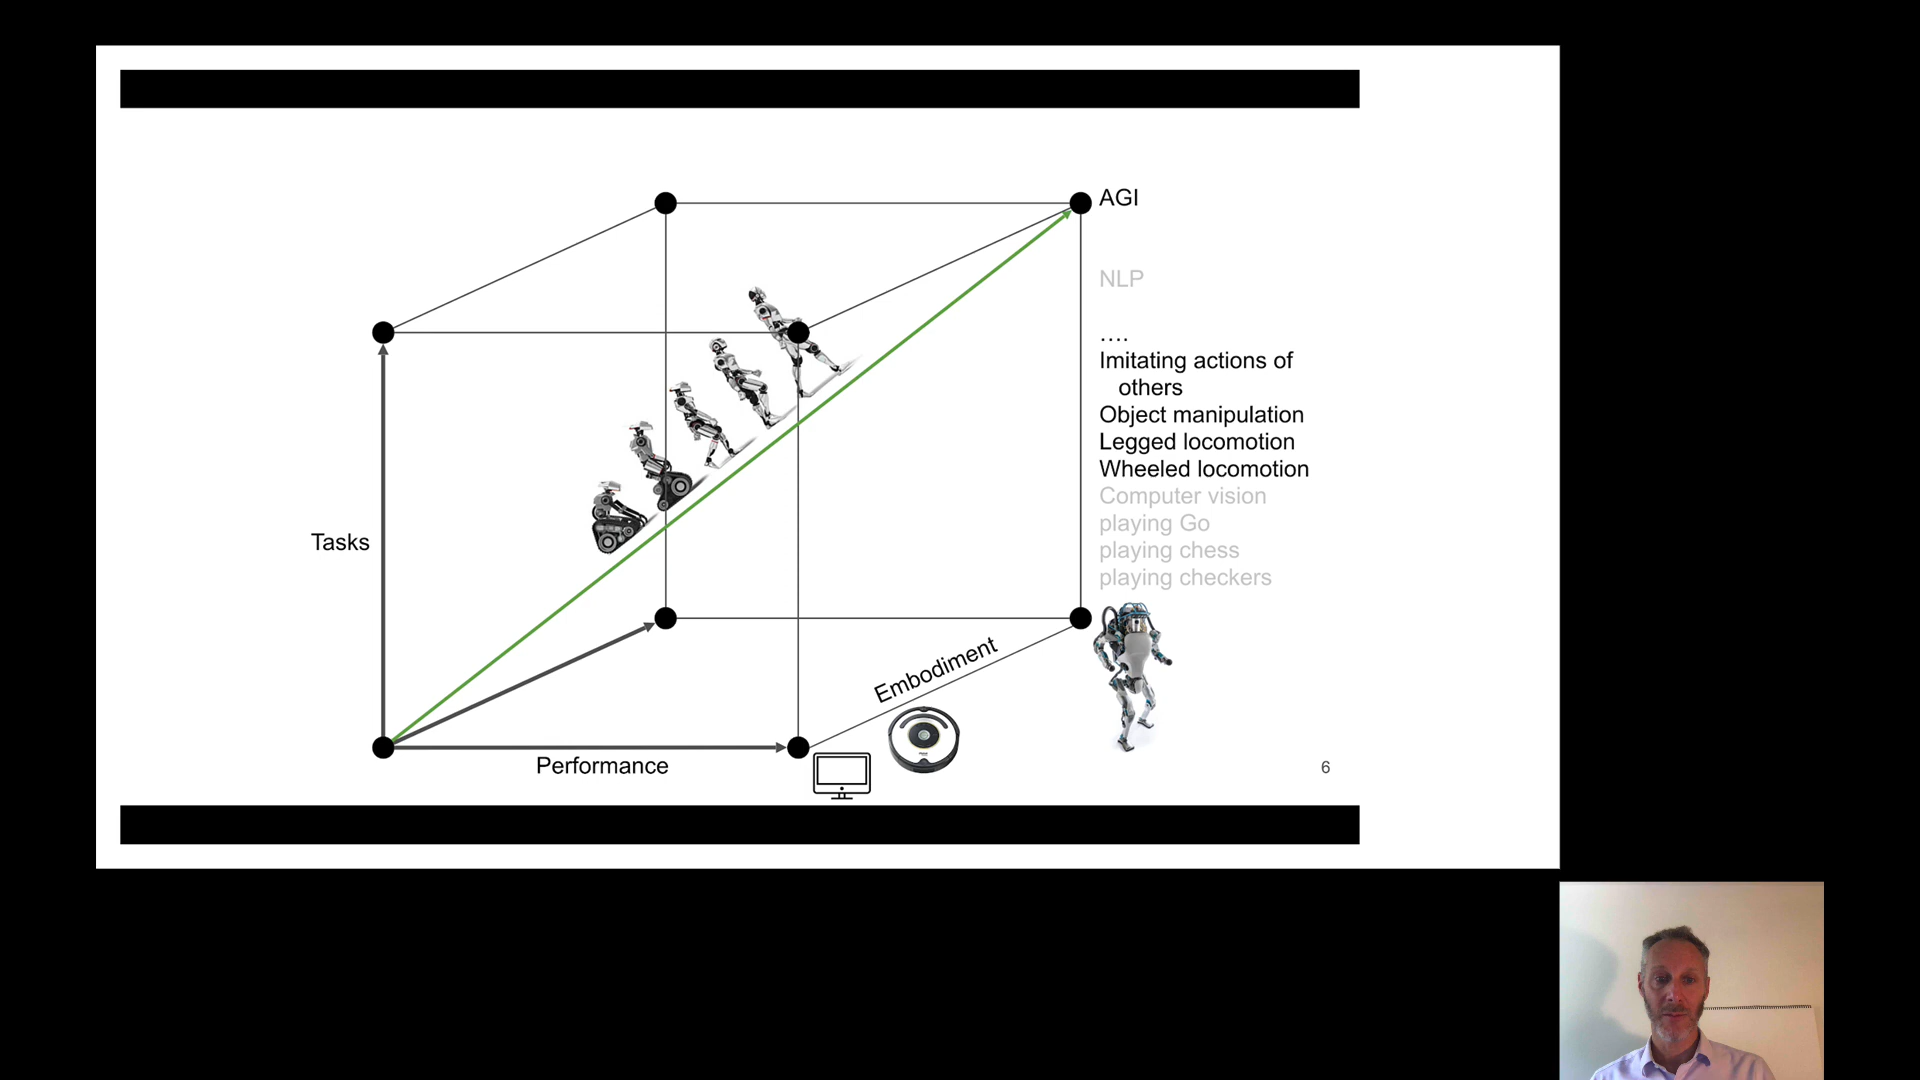 AGI
NLP
....
Imitating actions of
others
Object manipulation
Legged locomotion
Wheeled locomotion
Computer vision
playing Go
playing chess
playing checkers
Tasks
Embodiment
Performance
6